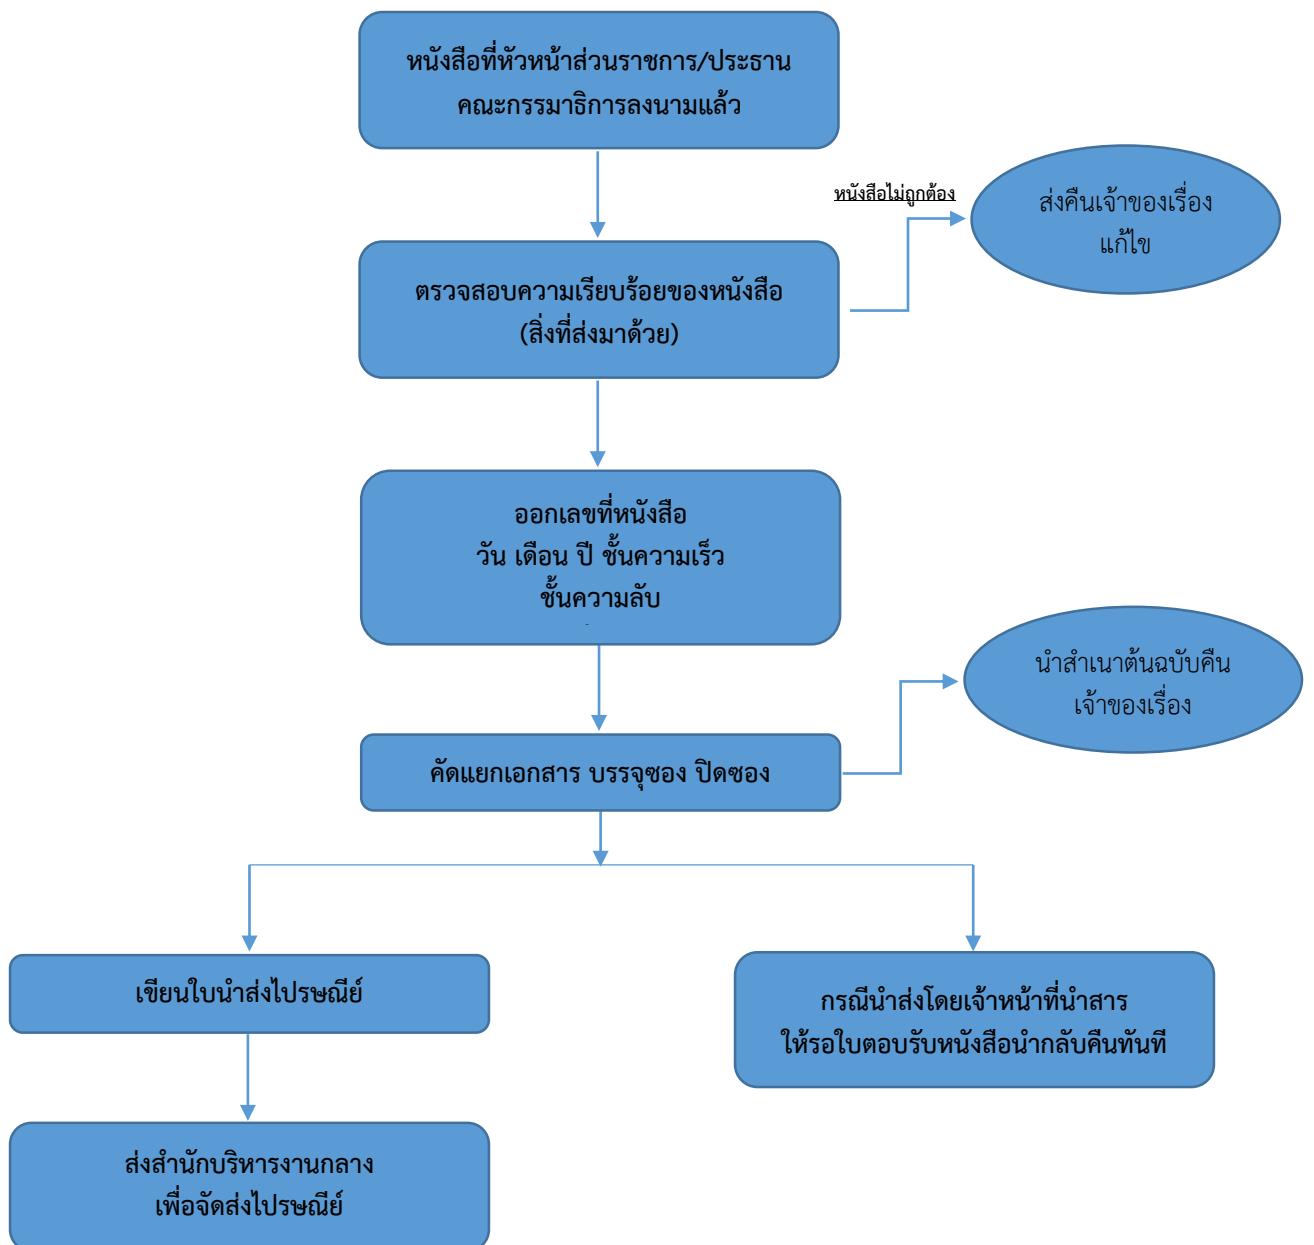 หนังสือที่หัวหน้าส่วนราชการ/ประธาน
คณะกรรมาธิการลงนามแล้ว
หนังสือไม่ถูกต้อง
ส่งคืนเจ้าของเรื่อง
แก้ไข
ตรวจสอบความเรียบร้อยของหนังสือ
(สิ่งที่ส่งมาด้วย)
ออกเลขที่หนังสือ
วัน เดือน ปี ชั้นความเร็ว
ชั้นความลับ
นำสำเนาต้นฉบับคืน
เจ้าของเรื่อง
คัดแยกเอกสาร บรรจุซอง ปิดซอง
เขียนใบนำส่งไปรษณีย์
กรณีนำส่งโดยเจ้าหน้าที่นำสาร
ให้รอใบตอบรับหนังสือนำกลับคืนทันที
ส่งสำนักบริหารงานกลาง
เพื่อจัดส่งไปรษณีย์